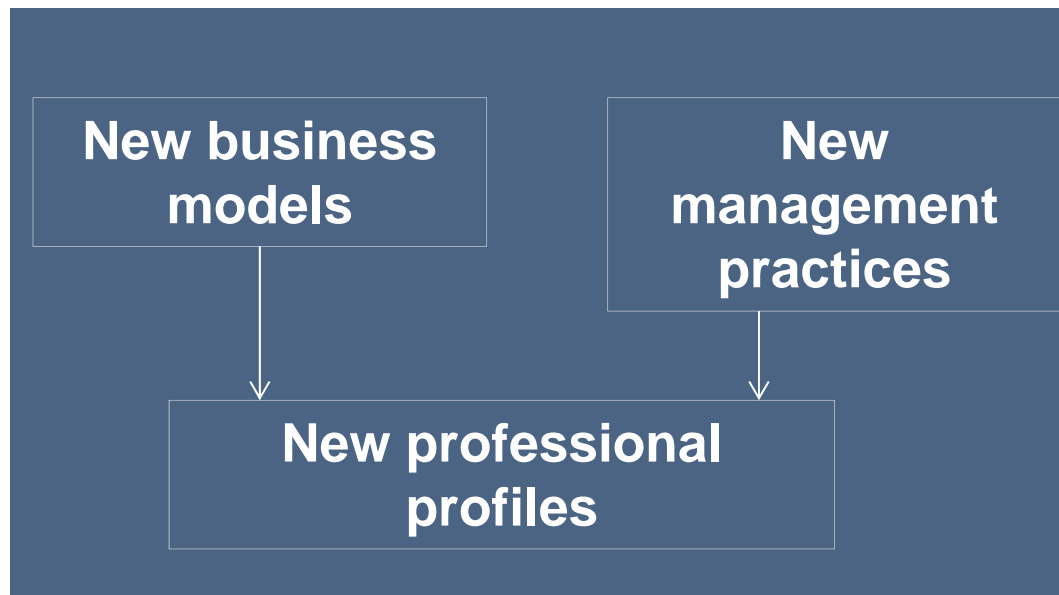 New business
models
New
management
practices
New professional
profiles